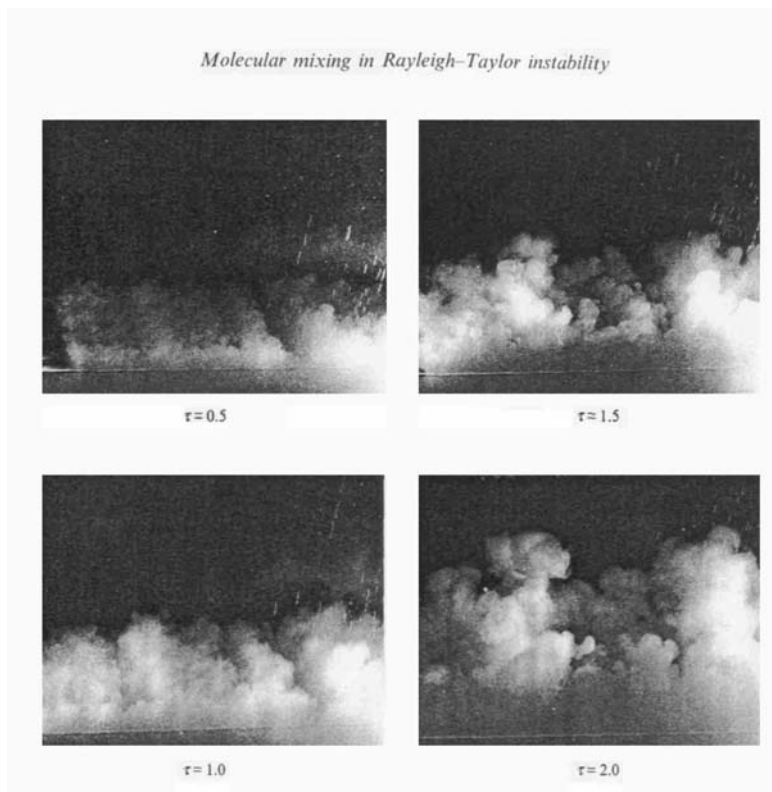 Molecular mixing in Rayleigh–Taylor instability
τ= 0.5
τ= 1.5
τ= 1.0
τ= 2.0